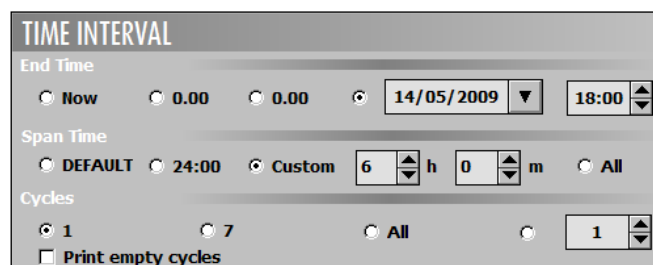 TIME INTERVAL
End Time
Now 0.00 0.00 14/05/2009 18:00
Span Time
DEFAULT 24:00 Custom 6 h 0 m All
Cycles
1 7 All 1
Print empty cycles